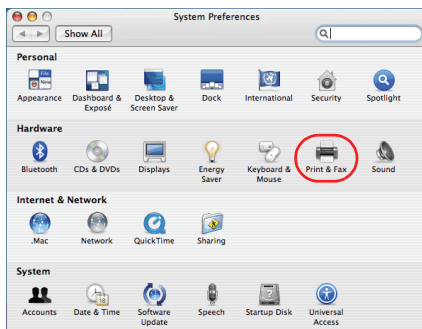 System Preferences
Show All
Personal
Appearance Dashboard & Exposé Desktop & Screen Saver Dock International Security Spotlight
Hardware
Bluetooth CDs & DVDs Displays Energy Saver Keyboard & Mouse Print & Fax Sound
Internet & Network
.Mac Network QuickTime Sharing
System
Accounts Date & Time Software Update Speech Startup Disk Universal Access